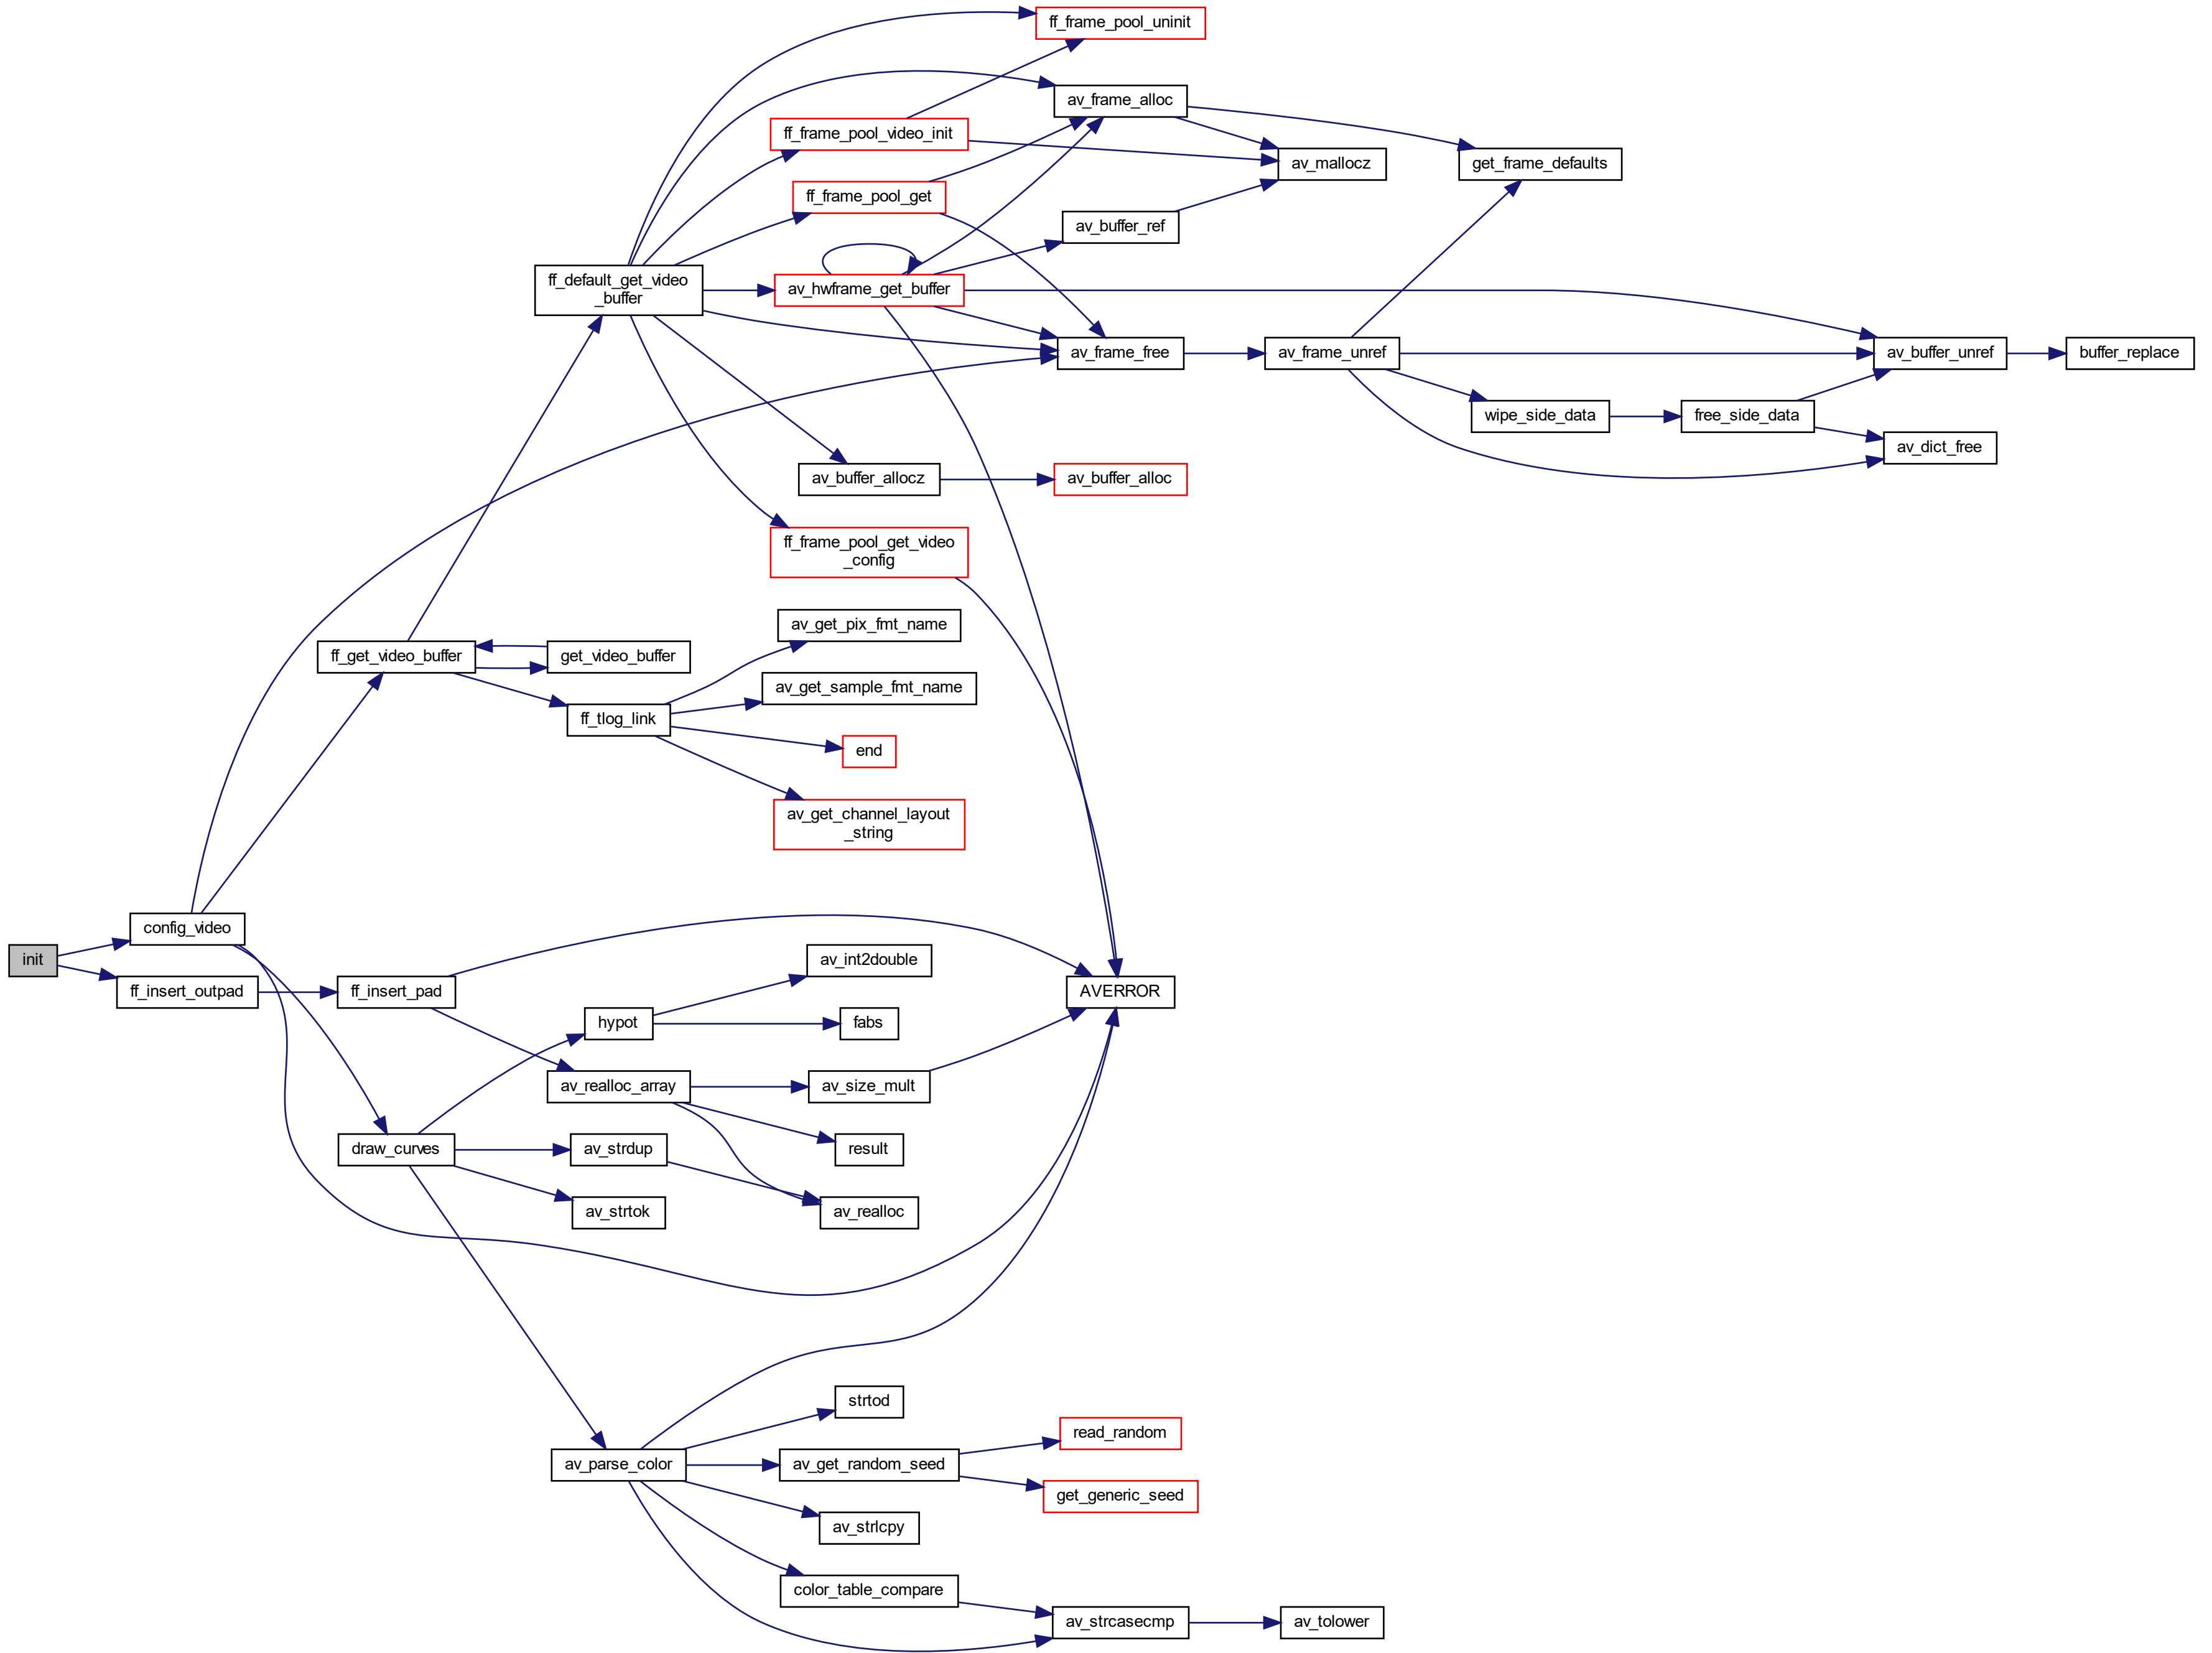 ff_frame_pool_uninit
av_frame_alloc
ff_frame_pool_video_init
av_mallocz
get_frame_defaults
ff_frame_pool_get
av_buffer_ref
ff_default_get_video
_buffer
av_hwframe_get_buffer
av_frame_free
av_frame_unref
av_buffer_unref
buffer_replace
wipe_side_data
free_side_data
av_dict_free
av_buffer_allocz
av_buffer_alloc
ff_frame_pool_get_video
_config
av_get_pix_fmt_name
ff_get_video_buffer
get_video_buffer
av_get_sample_fmt_name
ff_tlog_link
end
av_get_channel_layout
_string
config_video
init
ff_insert_outpad
ff_insert_pad
av_int2double
AVERROR
hypot
fabs
av_realloc_array
av_size_mult
draw_curves
av_strdup
result
av_strtok
av_realloc
strtod
av_parse_color
av_get_random_seed
read_random
get_generic_seed
av_strlcpy
color_table_compare
av_strcasecmp
av_tolower